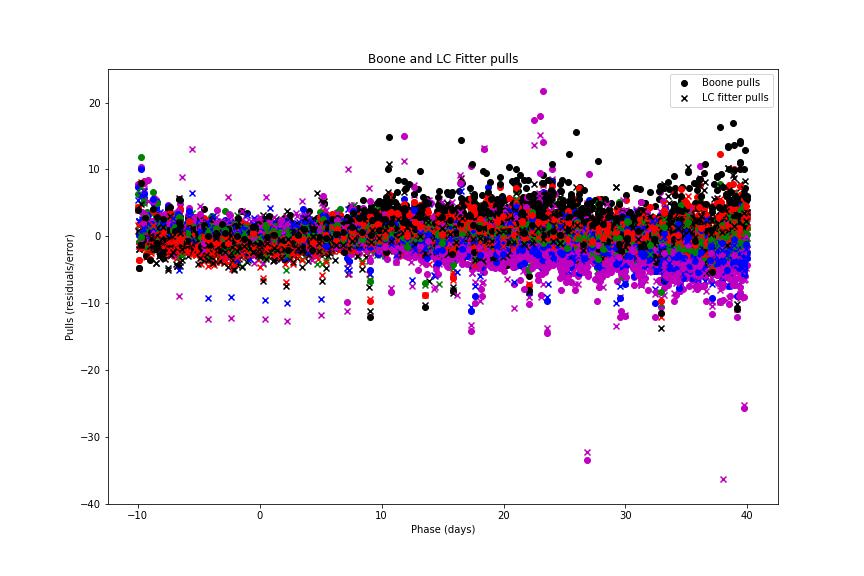 Boone and LC Fitter pulls
Boone pulls
LC fitter pulls
20
10
0
−10
−20
−30
−40
Pulls (residuals/error)
−10
0
10
20
30
40
Phase (days)